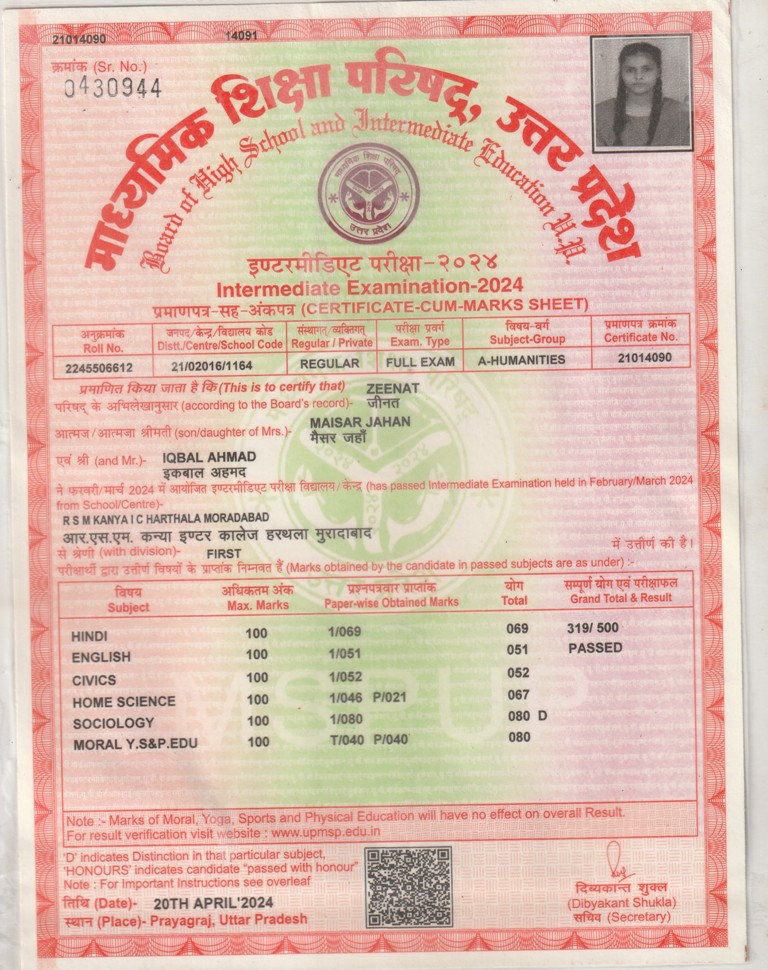 21014090 14091
क्रमांक (Sr. No.)
0430944
माध्यमिक शिक्षा परिषद्, उत्तर प्रदेश
Board of High School and Intermediate Education U.P.
माध्यमिक शिक्षा परिषद्
उत्तर प्रदेश
इण्टरमीडिएट परीक्षा-२०२४
Intermediate Examination-2024
प्रमाणपत्र-सह-अंकपत्र (CERTIFICATE-CUM-MARKS SHEET)
अनुक्रमांक जनपद/केन्द्र/विद्यालय कोड संस्थागत/व्यक्तिगत परीक्षा प्रवर्ग विषय-वर्ग प्रमाणपत्र क्रमांक
Roll No. Distt./Centre/School Code Regular / Private Exam. Type Subject-Group Certificate No.
2245506612 21/02016/1164 REGULAR FULL EXAM A-HUMANITIES 21014090
प्रमाणित किया जाता है कि (This is to certify that) ZEENAT
परिषद् के अभिलेखानुसार (according to the Board's record)- जीनत
आत्मज/आत्मजा श्रीमती (son/daughter of Mrs.)- MAISAR JAHAN
मैसर जहाँ
एवं श्री (and Mr.)- IQBAL AHMAD
इकबाल अहमद
ने फरवरी/मार्च 2024 में आयोजित इण्टरमीडिएट परीक्षा विद्यालय/केन्द्र (has passed Intermediate Examination held in February/March 2024
from School/Centre)-
R S M KANYA I C HARTHALA MORADABAD
आर.एस.एम. कन्या इण्टर कालेज हरथला मुरादाबाद
से श्रेणी (with division)- FIRST में उत्तीर्ण की है।
परीक्षार्थी द्वारा उत्तीर्ण विषयों के प्राप्तांक निम्नवत हैं (Marks obtained by the candidate in passed subjects are as under) :-
विषय अधिकतम अंक प्रश्नपत्रवार प्राप्तांक योग सम्पूर्ण योग एवं परीक्षाफल
Subject Max. Marks Paper-wise Obtained Marks Total Grand Total & Result
HINDI 100 1/069 069 319/ 500
ENGLISH 100 1/051 051 PASSED
CIVICS 100 1/052 052
HOME SCIENCE 100 1/046 P/021 067
SOCIOLOGY 100 1/080 080 D
MORAL Y.S&P.EDU 100 T/040 P/040 080
Note :- Marks of Moral, Yoga, Sports and Physical Education will have no effect on overall Result.
For result verification visit website : www.upmsp.edu.in
'D' indicates Distinction in that particular subject,
'HONOURS' indicates candidate "passed with honour"
Note : For Important Instructions see overleaf
तिथि (Date)- 20TH APRIL'2024
स्थान (Place)- Prayagraj, Uttar Pradesh
दिब्यकान्त शुक्ल
(Dibyakant Shukla)
सचिव (Secretary)